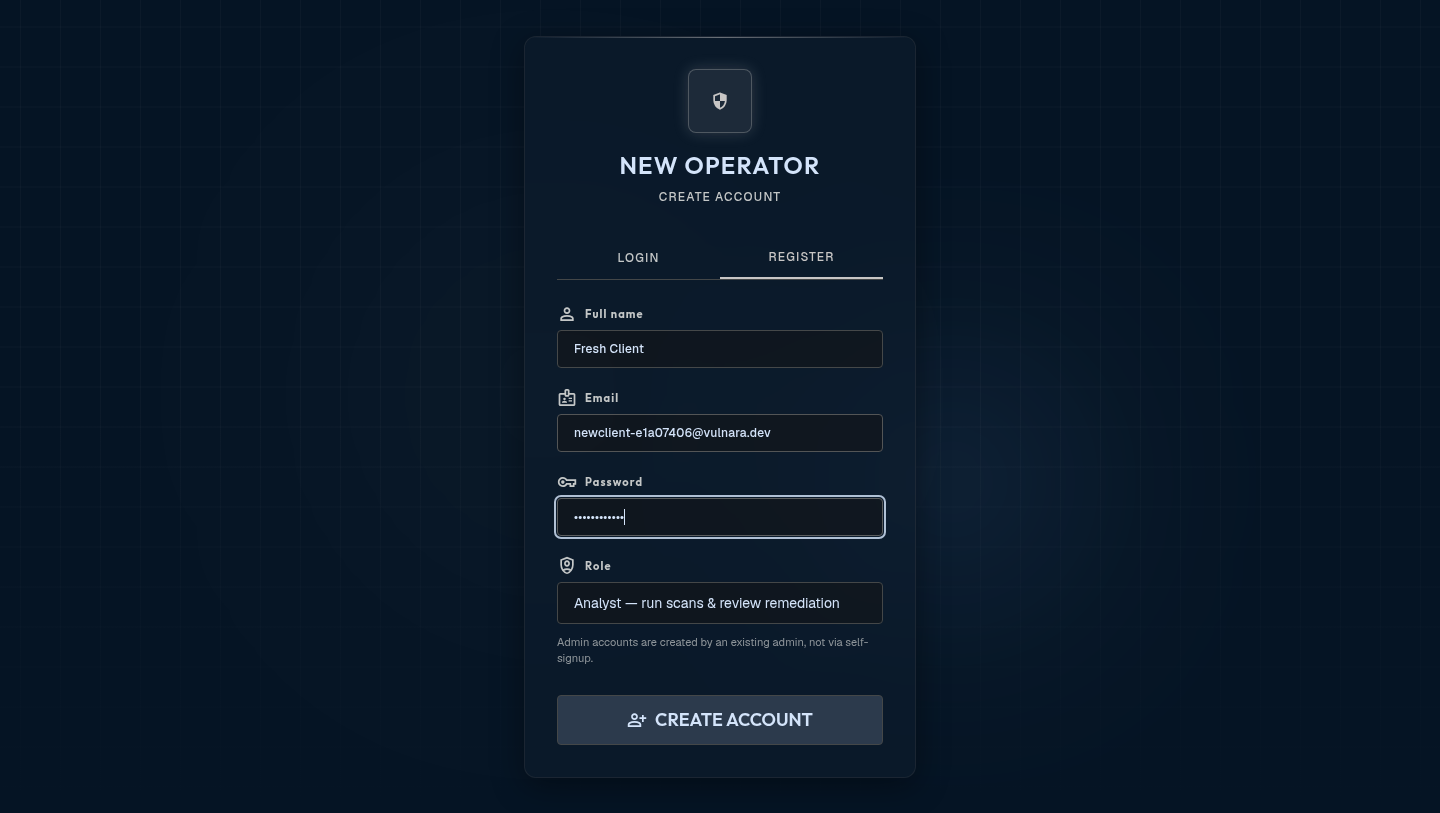 NEW OPERATOR
CREATE ACCOUNT
LOGIN
REGISTER
Full name
Fresh Client
Email
newclient-e1a07406@vulnara.dev
Password
••••••••••••
Role
Analyst — run scans & review remediation
Admin accounts are created by an existing admin, not via self-
signup.
CREATE ACCOUNT